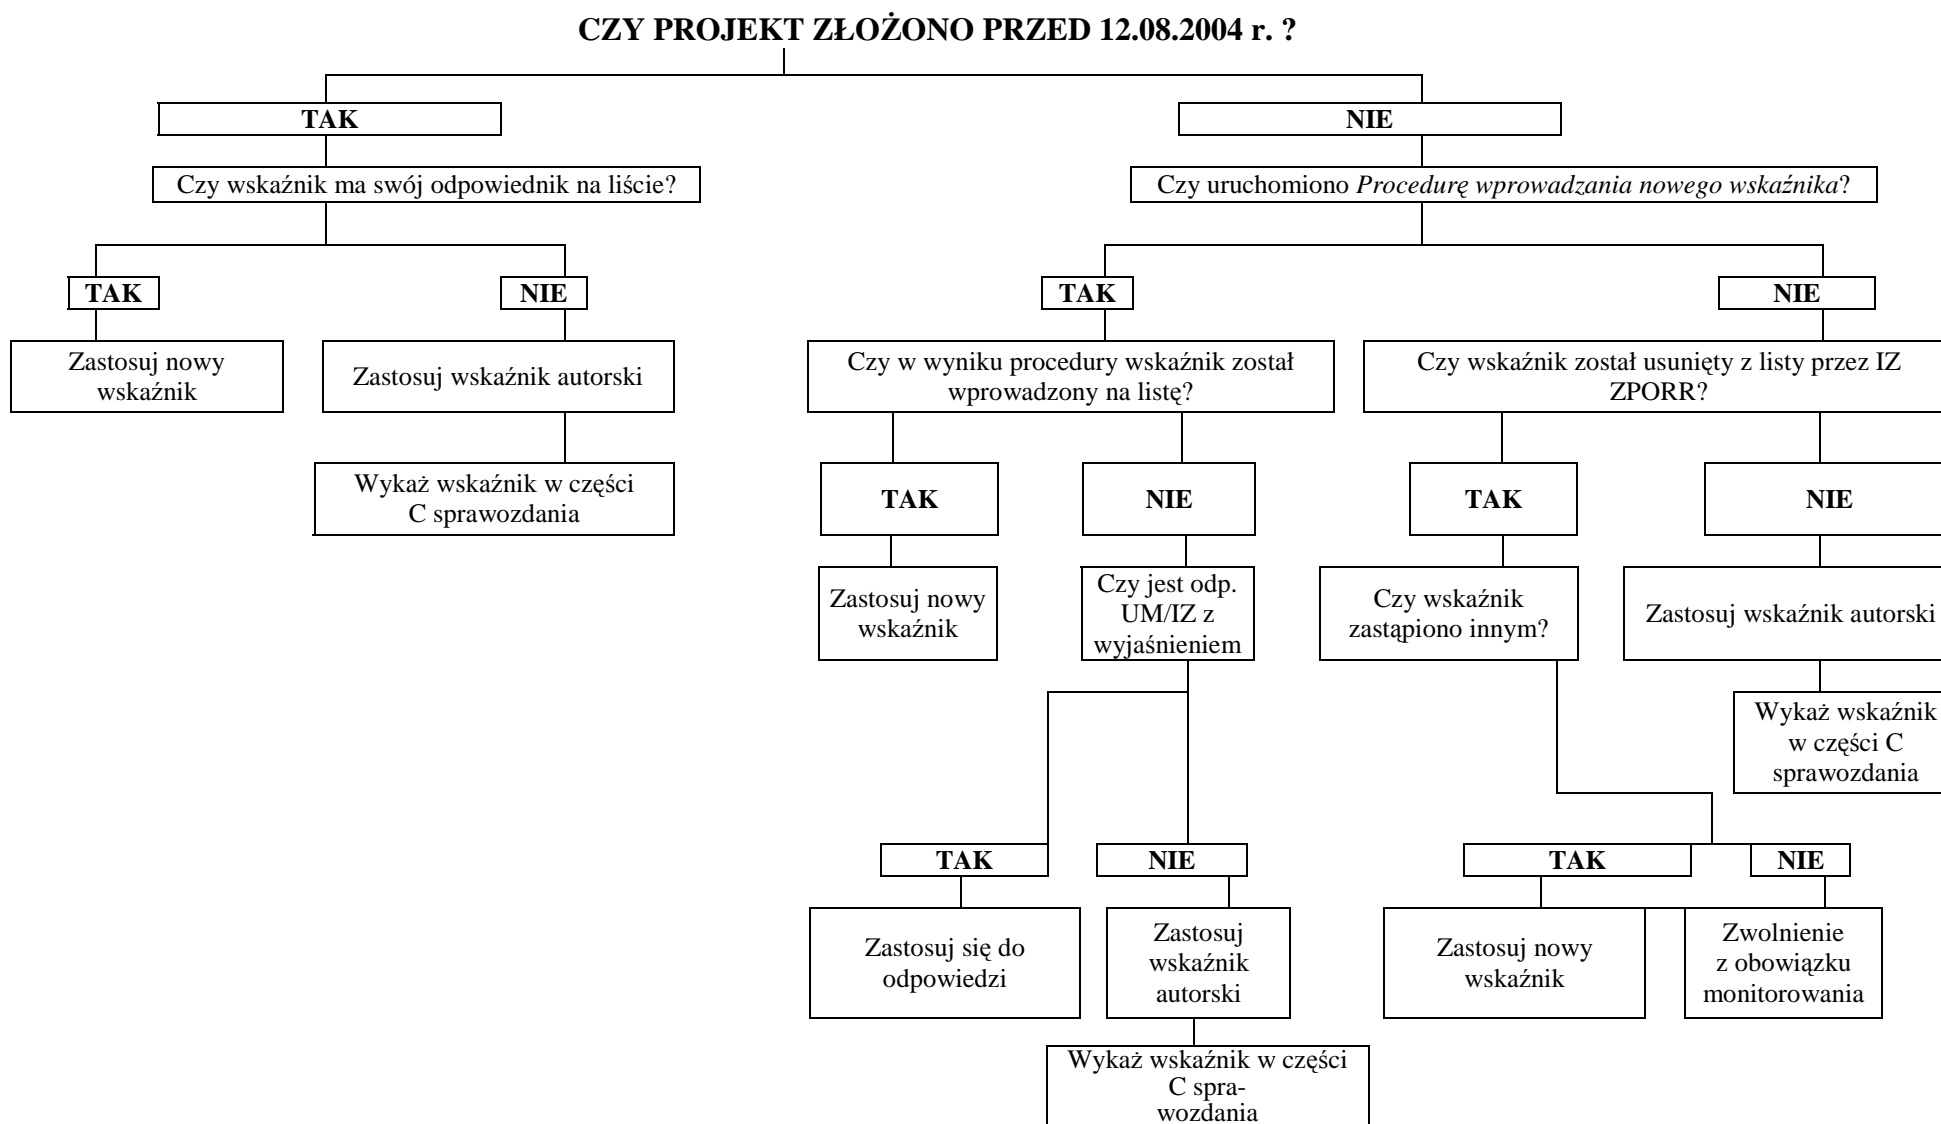 CZY PROJEKT ZŁOŻONO PRZED 12.08.2004 r. ?
TAK
NIE
Czy wskaźnik ma swój odpowiednik na liście?
Czy uruchomiono Procedurę wprowadzania nowego wskaźnika?
TAK
NIE
TAK
NIE
Zastosuj nowy
wskaźnik
Zastosuj wskaźnik autorski
Czy w wyniku procedury wskaźnik został
wprowadzony na listę?
Czy wskaźnik został usunięty z listy przez IZ
ZPORR?
Wykaż wskaźnik w części
C sprawozdania
TAK
NIE
TAK
NIE
Zastosuj nowy
wskaźnik
Czy jest odp.
UM/IZ z
wyjaśnieniem
Czy wskaźnik
zastąpiono innym?
Zastosuj wskaźnik autorski
Wykaż wskaźnik
w części C
sprawozdania
TAK
NIE
TAK
NIE
Zastosuj się do
odpowiedzi
Zastosuj
wskaźnik
autorski
Zastosuj nowy
wskaźnik
Zwolnienie
z obowiązku
monitorowania
Wykaż wskaźnik w części
C spra-
wozdania